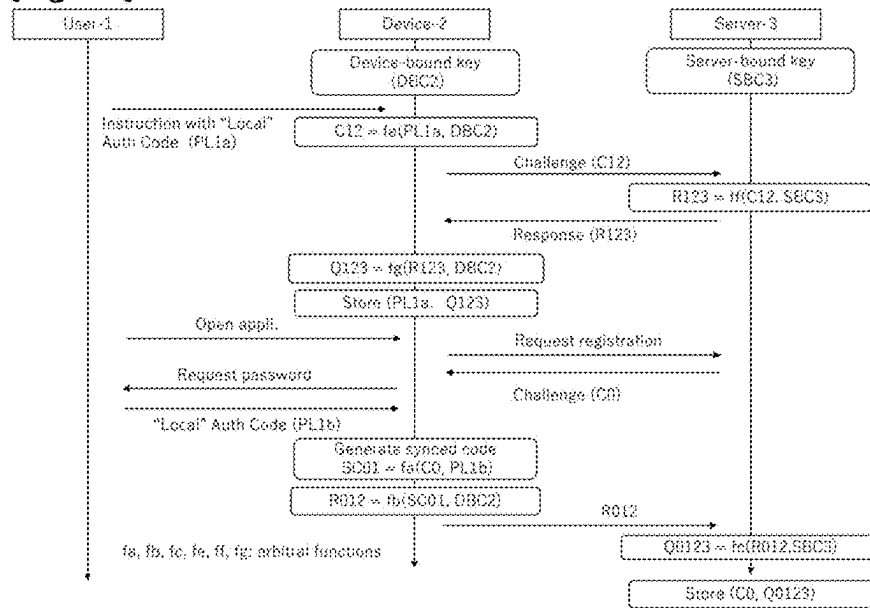 User-1
Device-2
Server-3
Device-bound key
(DBC2)
Server-bound key
(SBC3)
Instruction with "Local"
Auth Code (PL1a)
C12 = fe(PL1a, DBC2)
Challenge (C12)
R123 = ff(C12, SBC3)
Response (R123)
Q123 = fg(R123, DBC2)
Store (PL1a, Q123)
Open appli.
Request registration
Request password
Challenge (C0)
"Local" Auth Code (PL1b)
Generate synced code
SC01 = fa(C0, PL1b)
R012 = fb(SC01, DBC2)
R012
Q0123 = fc(R012,SBC3)
fa, fb, fc, fe, ff, fg: orbitral functions
Store (C0, Q0123)